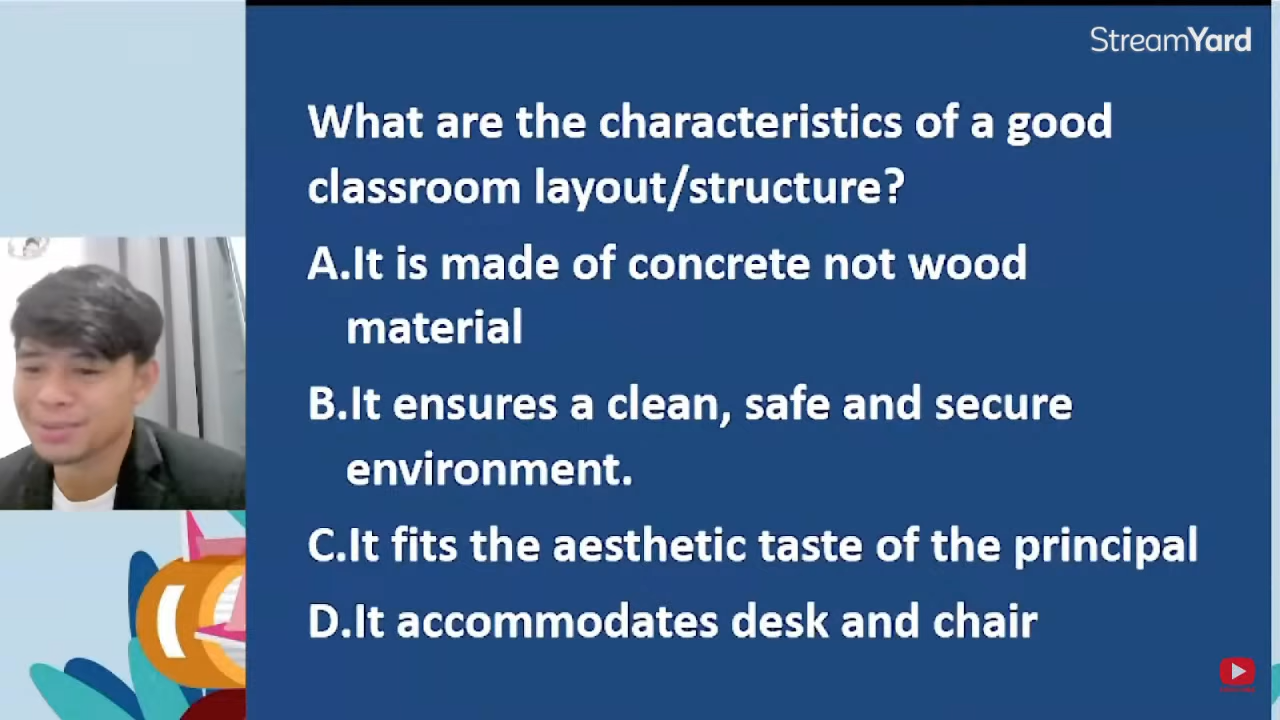 StreamYard
What are the characteristics of a good
classroom layout/structure?
A.It is made of concrete not wood
material
B.It ensures a clean, safe and secure
environment.
C.It fits the aesthetic taste of the principal
D.It accommodates desk and chair